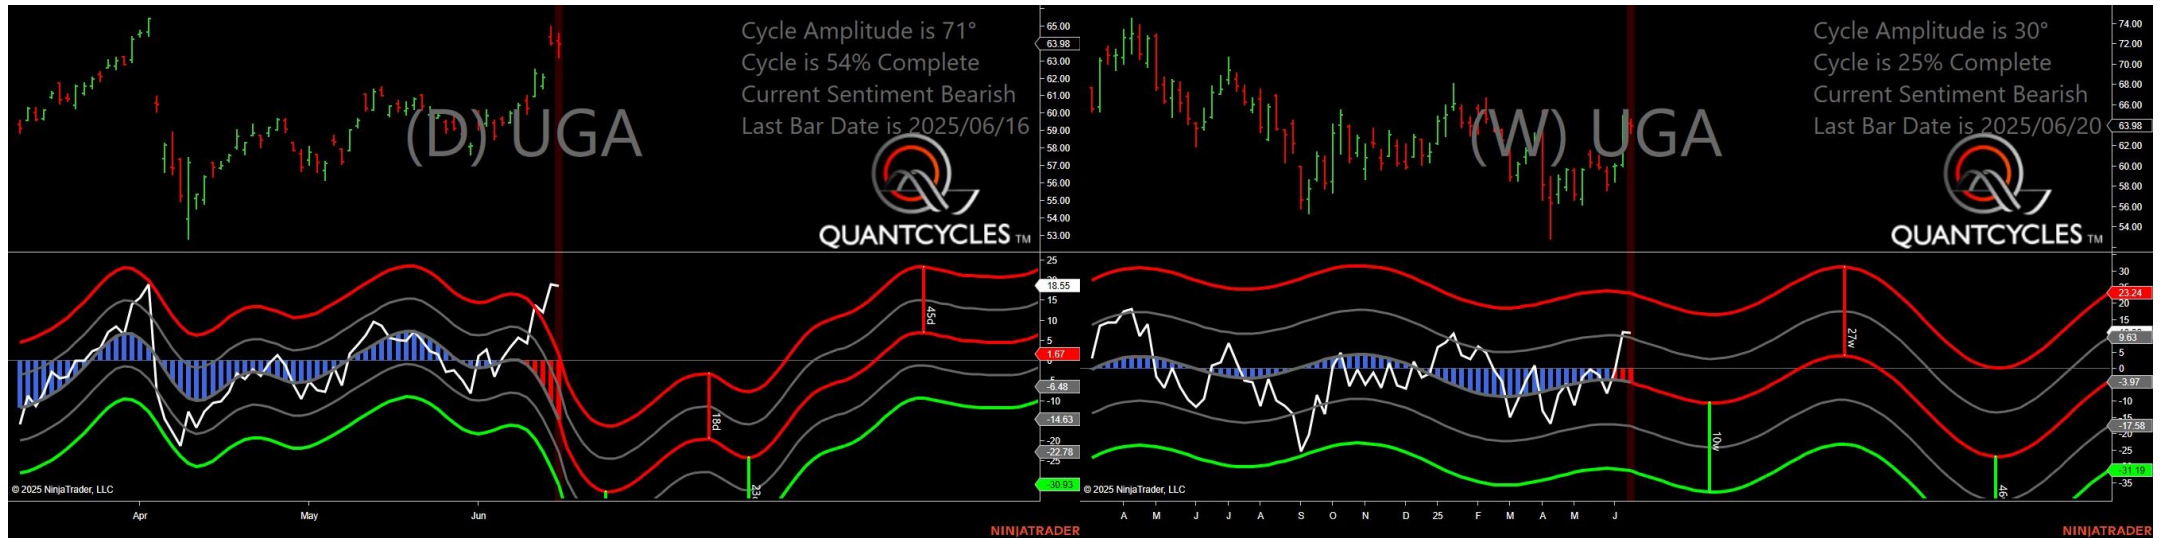 Cycle Amplitude is 71°
Cycle is 54% Complete
Current Sentiment Bearish
Last Bar Date is 2025/06/16
(D) UGA
QUANTCYCLES TM
65.00
63.98
63.00
62.00
61.00
60.00
59.00
58.00
57.00
56.00
55.00
54.00
53.00
25
18.55
15
10
5
1.67
-6.48
-10
-14.63
-20
-22.78
-25
-30.93
45d
18d
© 2025 NinjaTrader, LLC
Apr
May
Jun
NINJATRADER
Cycle Amplitude is 30°
Cycle is 25% Complete
Current Sentiment Bearish
Last Bar Date is 2025/06/20
(W) UGA
QUANTCYCLES TM
74.00
72.00
70.00
68.00
66.00
63.98
62.00
60.00
58.00
56.00
54.00
30
23.24
20
15
9.63
5
0
-3.97
-10
-17.58
-25
-31.19
-35
27w
10w
© 2025 NinjaTrader, LLC
A M J J A S O N D 25 F M A M J
NINJATRADER